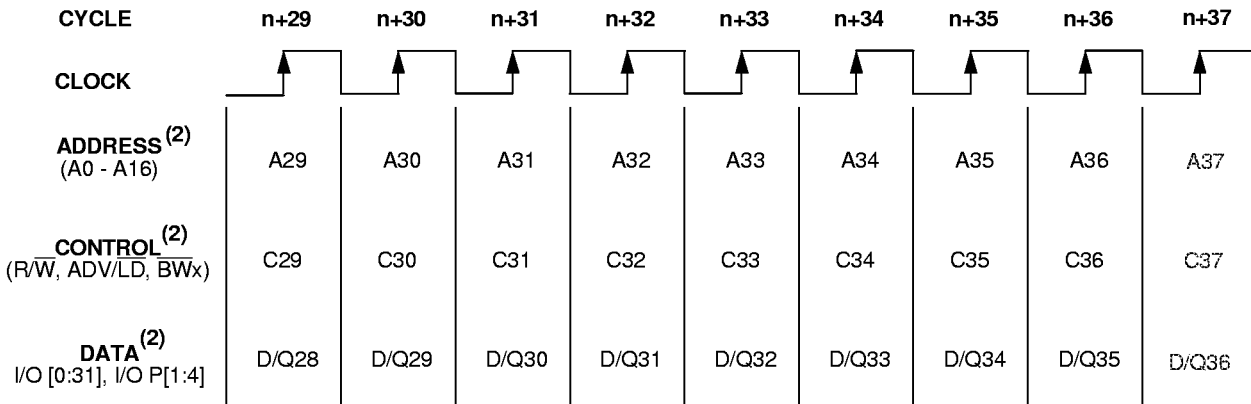 CYCLE n+29 n+30 n+31 n+32 n+33 n+34 n+35 n+36 n+37
CLOCK
ADDRESS(2)
(A0 - A16) A29 A30 A31 A32 A33 A34 A35 A36 A37
CONTROL(2)
(R/W̅, ADV/L̅D̅, B̅W̅x) C29 C30 C31 C32 C33 C34 C35 C36 C37
DATA(2)
I/O [0:31], I/O P[1:4] D/Q28 D/Q29 D/Q30 D/Q31 D/Q32 D/Q33 D/Q34 D/Q35 D/Q36